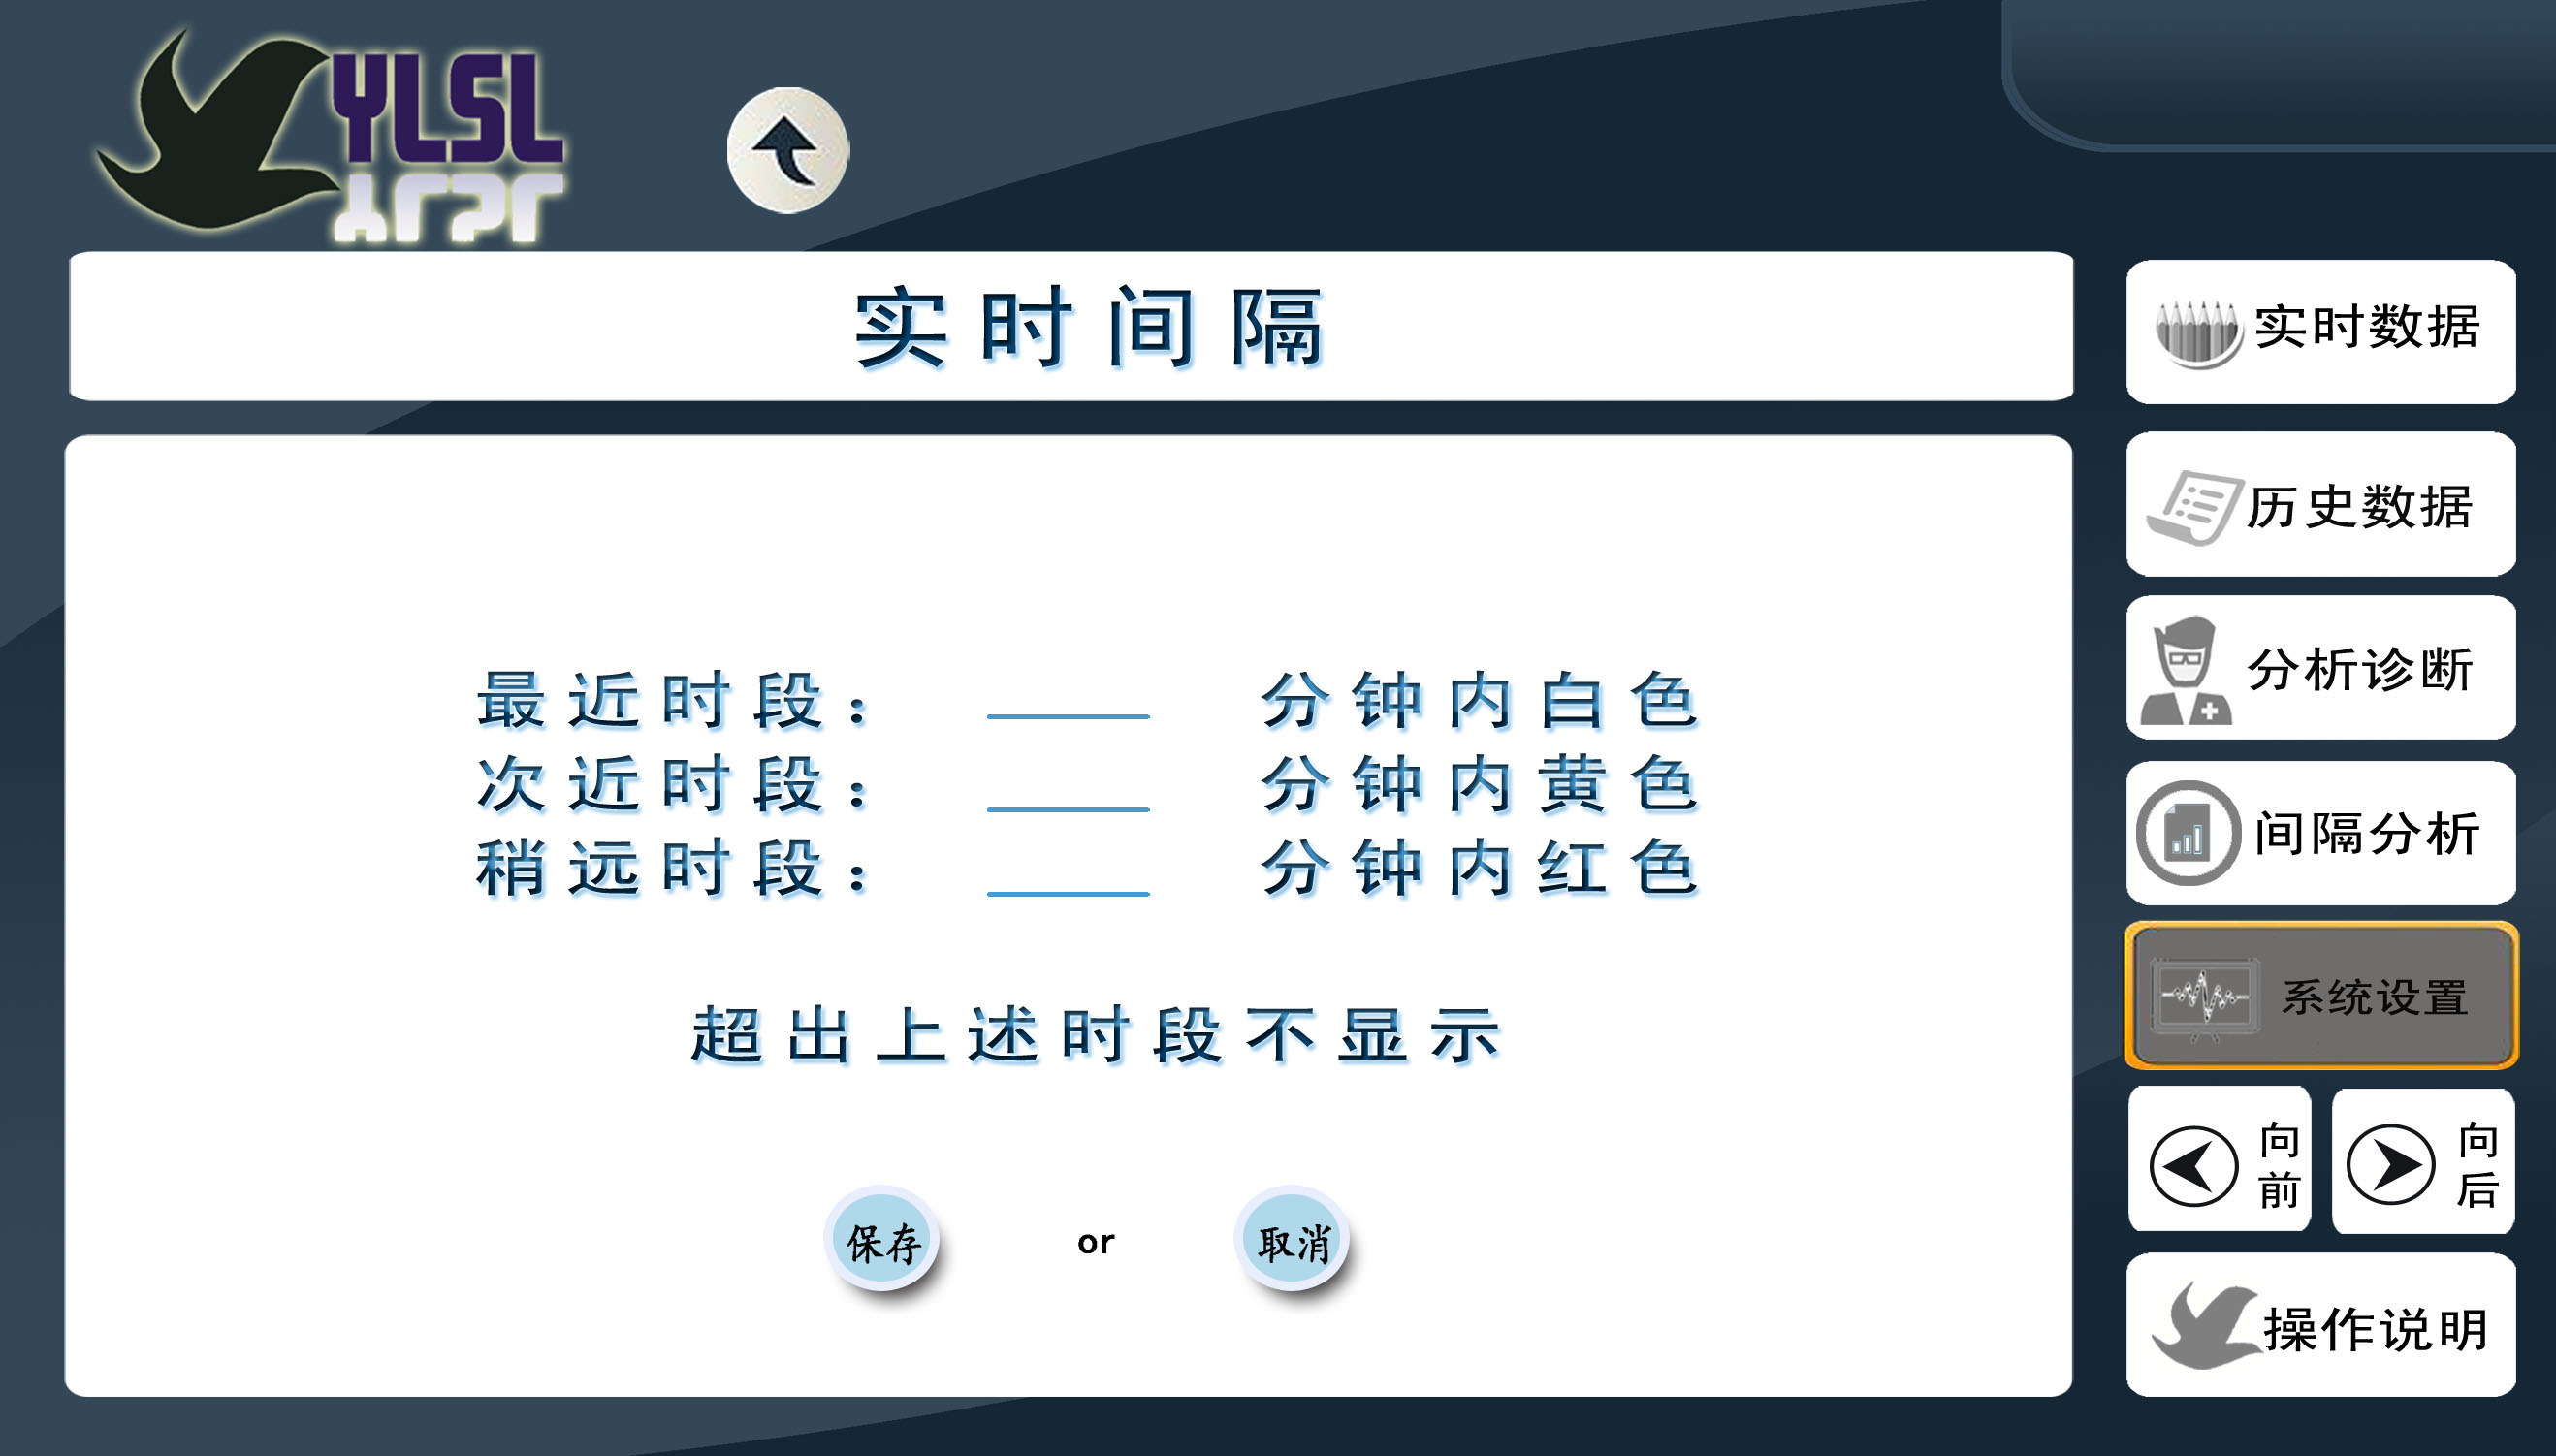 YLSL
实时间隔
最近时段： ______ 分钟内白色
次近时段： ______ 分钟内黄色
稍远时段： ______ 分钟内红色
超出上述时段不显示
保存 or 取消
实时数据
历史数据
分析诊断
间隔分析
系统设置
向前
向后
操作说明